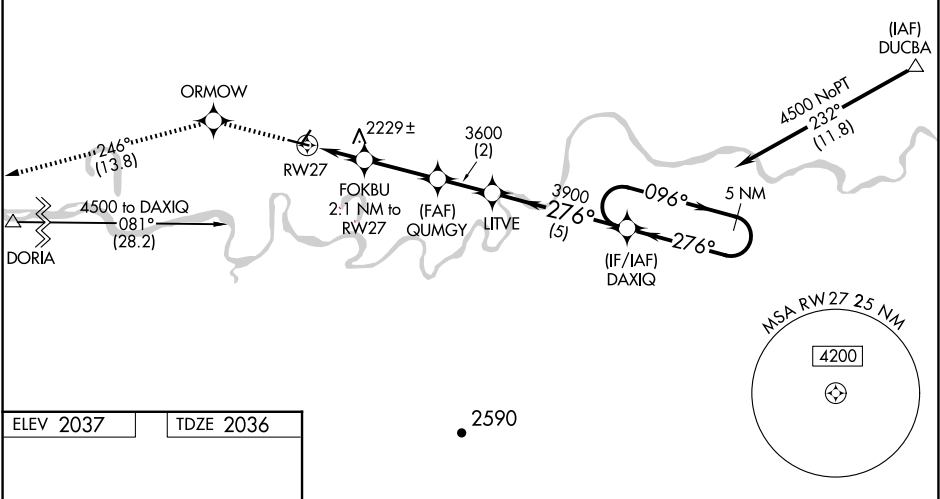 (IAF)
DUCBA
4500 NoPT
232°
(11.8)
ORMOW
246°
(13.8)
RW27
2229±
3600
(2)
FOKBU
2.1 NM to
RW27
(FAF)
QUMGY
LITVE
3900
276°
(5)
096°
5 NM
276°
(IF/IAF)
DAXIQ
4500 to DAXIQ
081°
(28.2)
DORIA
MSA RW27 25 NM
4200
ELEV 2037
TDZE 2036
2590